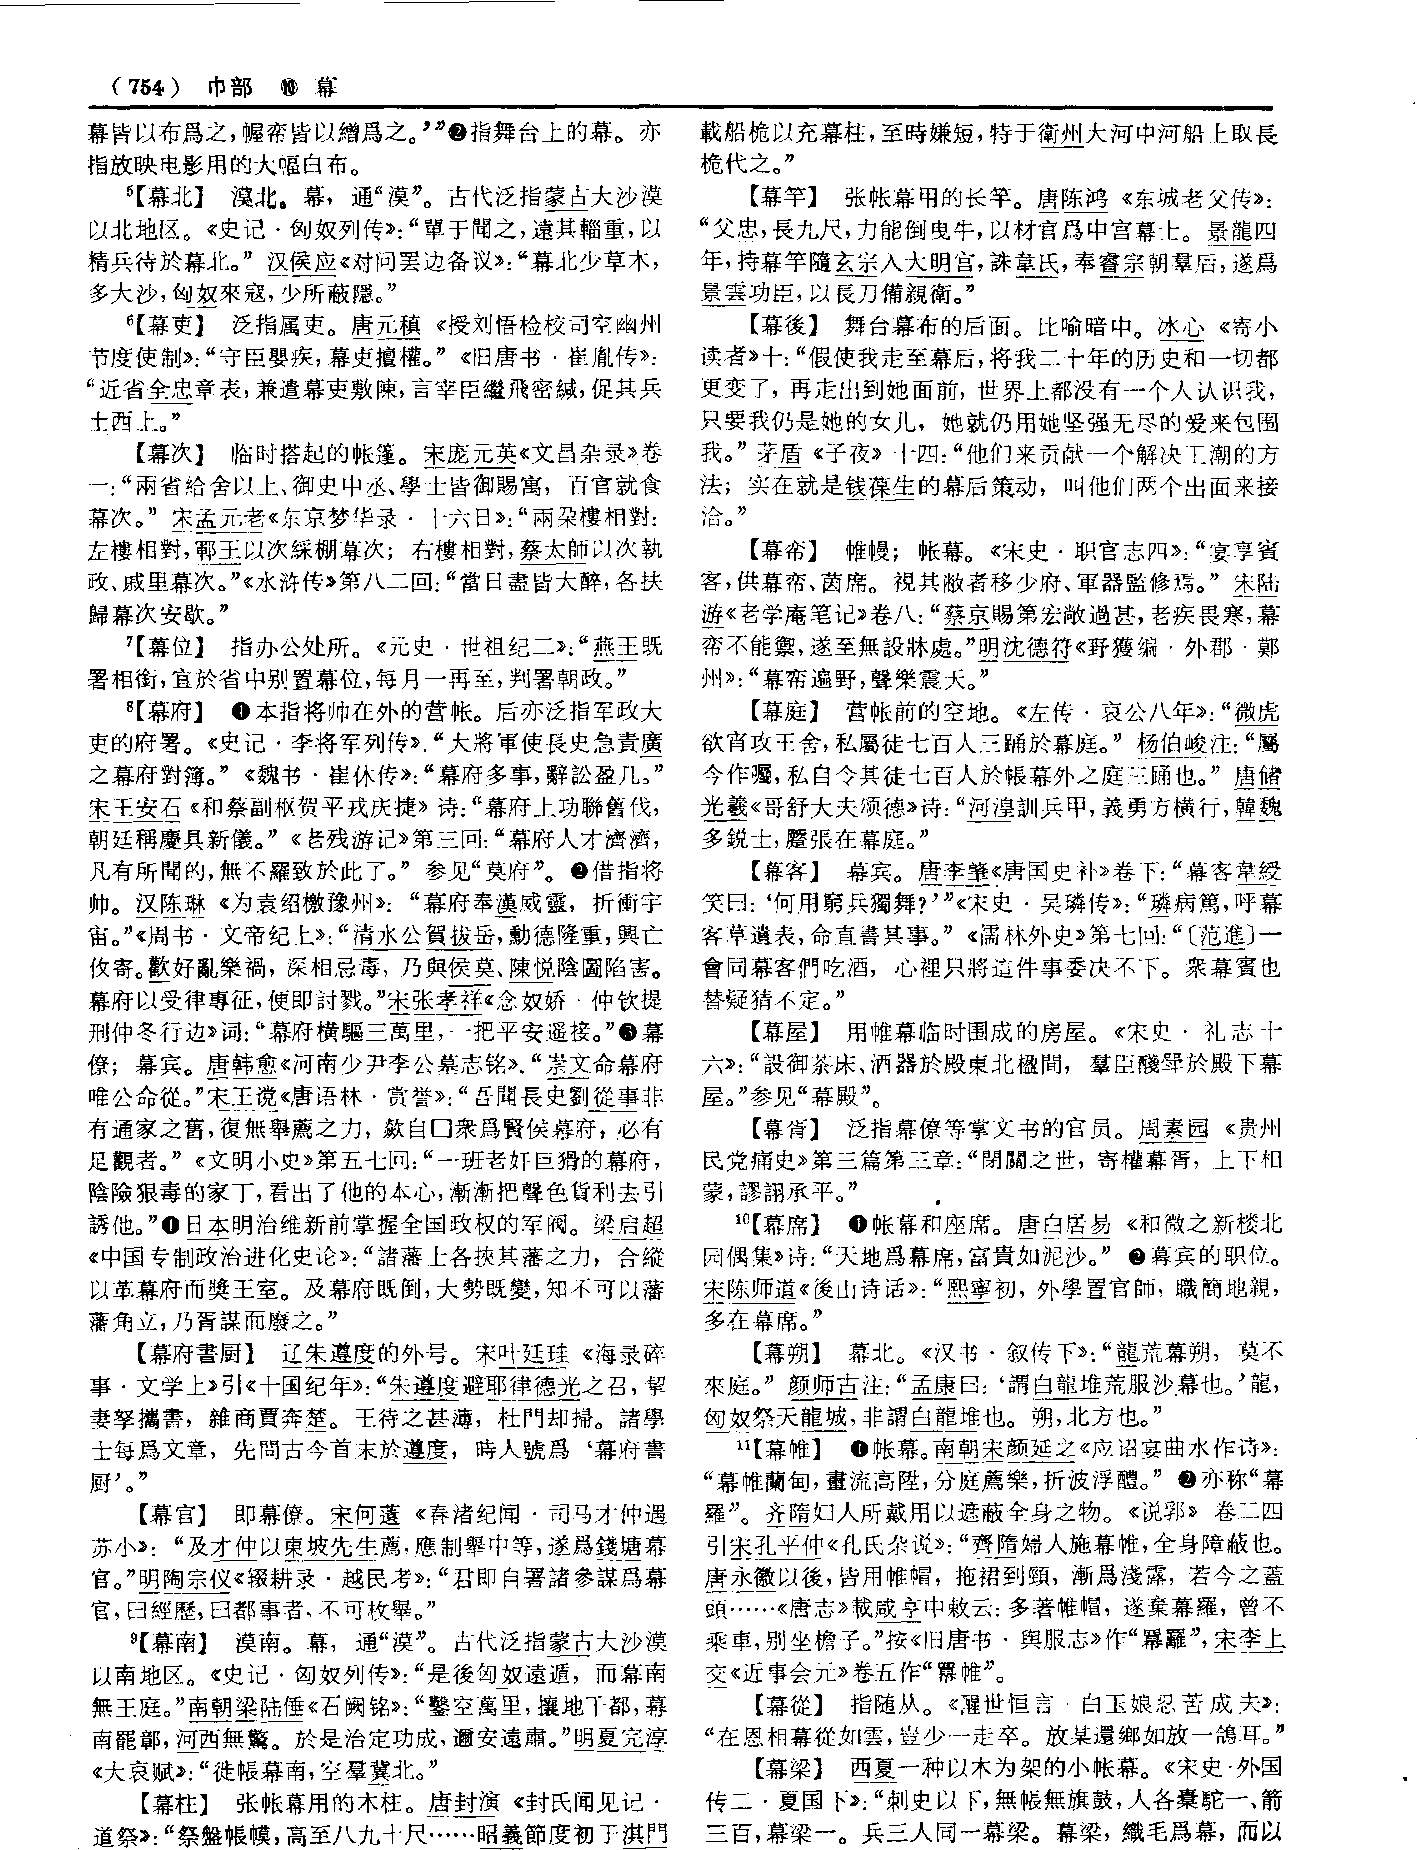 （754） 巾部 ⑩ 幕
幕皆以布爲之，幄帟皆以繒爲之。’”❷指舞台上的幕。亦
指放映电影用的大幅白布。
⁵【幕北】 漠北。幕，通“漠”。古代泛指蒙古大沙漠
以北地区。《史记·匈奴列传》：“單于聞之，遠其輜重，以
精兵待於幕北。” 汉侯应《对问罢边备议》：“幕北少草木，
多大沙，匈奴來寇，少所蔽隱。”
⁶【幕吏】 泛指属吏。唐元稹《授刘悟检校司空幽州
节度使制》：“守臣嬰疾，幕吏擅權。” 《旧唐书·崔胤传》：
“近省全忠章表，兼遣幕吏敷陳，言宰臣繼飛密緘，促其兵
士西上。”
【幕次】 临时搭起的帐篷。宋庞元英《文昌杂录》卷
一：“兩省給舍以上、御史中丞、學士皆御賜寓，百官就食
幕次。” 宋孟元老《东京梦华录·十六日》：“兩朶樓相對：
左樓相對，鄆王以次綵棚幕次；右樓相對，蔡太師以次執
政、戚里幕次。”《水浒传》第八二回：“當日盡皆大醉，各扶
歸幕次安歇。”
⁷【幕位】 指办公处所。《元史·世祖纪二》：“燕王既
署相銜，宜於省中别置幕位，每月一再至，判署朝政。”
⁸【幕府】 ❶本指将帅在外的营帐。后亦泛指军政大
吏的府署。《史记·李将军列传》：“大將軍使長史急責廣
之幕府對簿。” 《魏书·崔休传》：“幕府多事，辭訟盈几。”
宋王安石《和蔡副枢贺平戎庆捷》诗：“幕府上功聯舊伐，
朝廷稱慶具新儀。” 《老残游记》第三回：“幕府人才濟濟，
凡有所聞的，無不羅致於此了。” 参见“莫府”。❷借指将
帅。汉陈琳《为袁绍檄豫州》：“幕府奉漢威靈，折衝宇
宙。”《周书·文帝纪上》：“清水公賀拔岳，勳德隆重，興亡
攸寄。歡好亂樂禍，深相忌毒，乃與侯莫、陳悦陰圖陷害。
幕府以受律專征，便即討戮。”宋张孝祥《念奴娇·仲钦提
刑仲冬行边》词：“幕府横驅三萬里，一把平安遥接。”❸幕
僚；幕宾。唐韩愈《河南少尹李公墓志铭》：“崇文命幕府
唯公命從。”宋王谠《唐语林·赏誉》：“吾聞長史劉從事非
有通家之舊，復無舉薦之力，歘自囗衆爲賢侯幕府，必有
足觀者。” 《文明小史》第五七回：“一班老奸巨猾的幕府，
陰險狠毒的家丁，看出了他的本心，漸漸把聲色貨利去引
誘他。”❹日本明治维新前掌握全国政权的军阀。梁启超
《中国专制政治进化史论》：“諸藩士各挾其藩之力，合縱
以革幕府而獎王室。及幕府既倒，大勢既變，知不可以藩
藩角立，乃胥謀而廢之。”
【幕府書厨】 辽朱遵度的外号。宋叶廷珪《海录碎
事·文学上》引《十国纪年》：“朱遵度避耶律德光之召，挈
妻孥攜書，雜商賈奔楚。王待之甚薄，杜門却掃。諸學
士每爲文章，先問古今首末於遵度，時人號爲‘幕府書
厨’。”
【幕官】 即幕僚。宋何薳《春渚纪闻·司马才仲遇
苏小》：“及才仲以東坡先生薦，應制舉中等，遂爲錢塘幕
官。”明陶宗仪《辍耕录·越民考》：“君即自署諸參謀爲幕
官，曰經歷，曰都事者、不可枚舉。”
⁹【幕南】 漠南。幕，通“漠”。古代泛指蒙古大沙漠
以南地区。《史记·匈奴列传》：“是後匈奴遠遁，而幕南
無王庭。”南朝梁陆倕《石阙铭》：“鑿空萬里，攘地千都，幕
南罷鄣，河西無警。於是治定功成，邇安遠肅。”明夏完淳
《大哀赋》：“徙帳幕南，空羣冀北。”
【幕柱】 张帐幕用的木柱。唐封演《封氏闻见记·
道祭》：“祭盤帳幙，高至八九十尺……昭義節度初于淇門
載船桅以充幕柱，至時嫌短，特于衛州大河中河船上取長
桅代之。”
【幕竿】 张帐幕用的长竿。唐陈鸿《东城老父传》：
“父忠，長九尺，力能倒曳牛，以材官爲中宫幕士。景龍四
年，持幕竿隨玄宗入大明宫，誅韋氏，奉睿宗朝羣后，遂爲
景雲功臣，以長刀備親衛。”
【幕後】 舞台幕布的后面。比喻暗中。冰心《寄小
读者》十：“假使我走至幕后，将我二十年的历史和一切都
更变了，再走出到她面前，世界上都没有一个人认识我，
只要我仍是她的女儿，她就仍用她坚强无尽的爱来包围
我。” 茅盾《子夜》十四：“他们来贡献一个解决工潮的方
法；实在就是钱葆生的幕后策动，叫他们两个出面来接
洽。”
【幕帟】 帷幔；帐幕。《宋史·职官志四》：“宴享賓
客，供幕帟、茵席。視其敝者移少府、軍器監修焉。” 宋陆
游《老学庵笔记》卷八：“蔡京賜第宏敞過甚，老疾畏寒，幕
帟不能禦，遂至無設牀處。”明沈德符《野獲编·外郡·鄭
州》：“幕帟遍野，聲樂震天。”
【幕庭】 营帐前的空地。《左传·哀公八年》：“微虎
欲宵攻王舍，私屬徒七百人三踊於幕庭。” 杨伯峻注：“屬
今作囑，私自令其徒七百人於帳幕外之庭三踊也。” 唐储
光羲《哥舒大夫颂德》诗：“河湟訓兵甲，義勇方横行，韓魏
多鋭士，蹷張在幕庭。”
【幕客】 幕宾。唐李肇《唐国史补》卷下：“幕客韋綬
笑曰：‘何用窮兵獨舞？’”《宋史·吴璘传》：“璘病篤，呼幕
客草遺表，命直書其事。” 《儒林外史》第七回：“〔范進〕一
會同幕客們吃酒，心裡只將這件事委决不下。衆幕賓也
替疑猜不定。”
【幕屋】 用帷幕临时围成的房屋。《宋史·礼志十
六》：“設御茶床、酒器於殿東北楹間，羣臣醆斝於殿下幕
屋。”参见“幕殿”。
【幕胥】 泛指幕僚等掌文书的官员。周素园《贵州
民党痛史》第三篇第三章：“閉關之世，寄權幕胥，上下相
蒙，謬詡承平。”
¹⁰【幕席】 ❶帐幕和座席。唐白居易《和微之新楼北
园偶集》诗：“天地爲幕席，富貴如泥沙。” ❷幕宾的职位。
宋陈师道《後山诗话》：“熙寧初，外學置官師，職簡地親，
多在幕席。”
【幕朔】 幕北。《汉书·叙传下》：“龍荒幕朔，莫不
來庭。” 颜师古注：“孟康曰：‘謂白龍堆荒服沙幕也。’龍，
匈奴祭天龍城，非謂白龍堆也。朔，北方也。”
¹¹【幕帷】 ❶帐幕。南朝宋颜延之《应诏宴曲水作诗》：
“幕帷蘭甸，畫流高陛，分庭薦樂，折波浮醴。” ❷亦称“幕
羅”。齐隋妇人所戴用以遮蔽全身之物。《说郛》卷二四
引宋孔平仲《孔氏杂说》：“齊隋婦人施幕帷，全身障蔽也。
唐永徽以後，皆用帷帽，拖裙到頸，漸爲淺露，若今之蓋
頭……《唐志》載咸亨中敕云：多著帷帽，遂棄幕羅，曾不
乘車，别坐檐子。”按《旧唐书·舆服志》作“羃䍦”，宋李上
交《近事会元》卷五作“羃帷”。
【幕從】 指随从。《醒世恒言·白玉娘忍苦成夫》：
“在恩相幕從如雲，豈少一走卒。放某還鄉如放一鴿耳。”
【幕梁】 西夏一种以木为架的小帐幕。《宋史·外国
传二·夏国下》：“刺史以下，無帳無旗鼓，人各橐駝一、箭
三百，幕梁一。兵三人同一幕梁。幕梁，織毛爲幕，而以